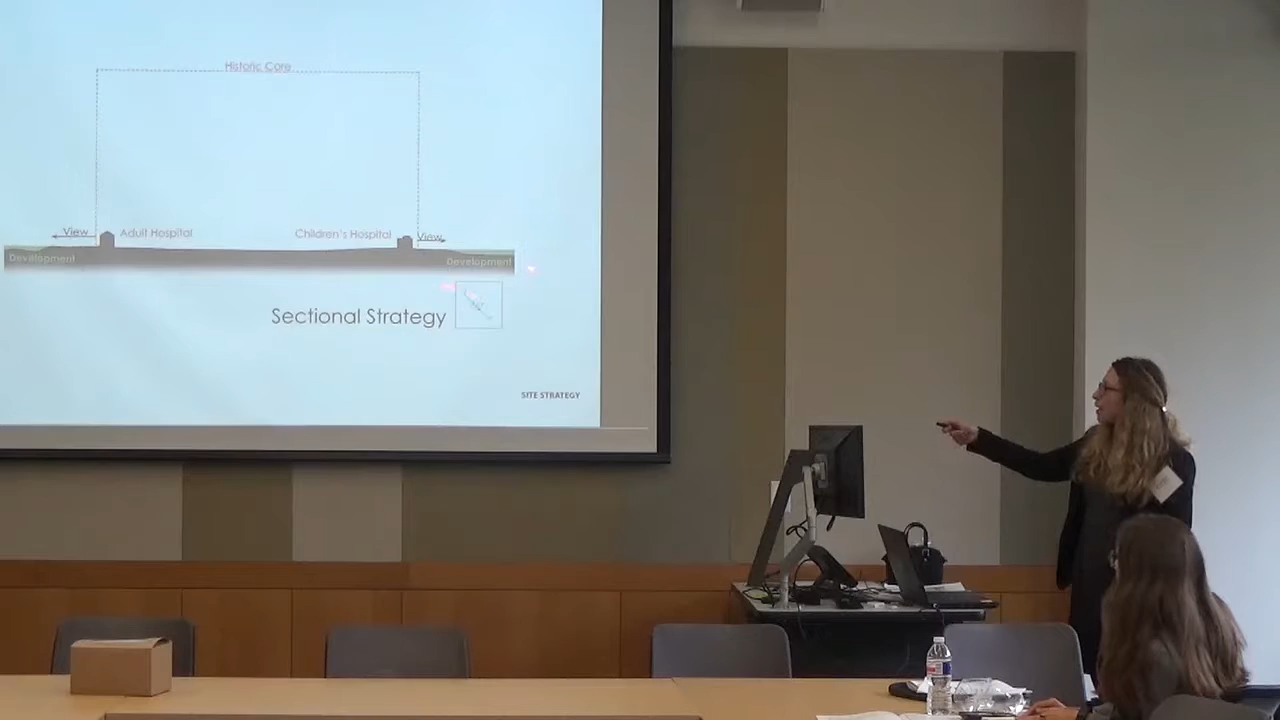 Historic Core
View
Adult Hospital
Children's Hospital
View
Development
Development
Sectional Strategy
SITE STRATEGY